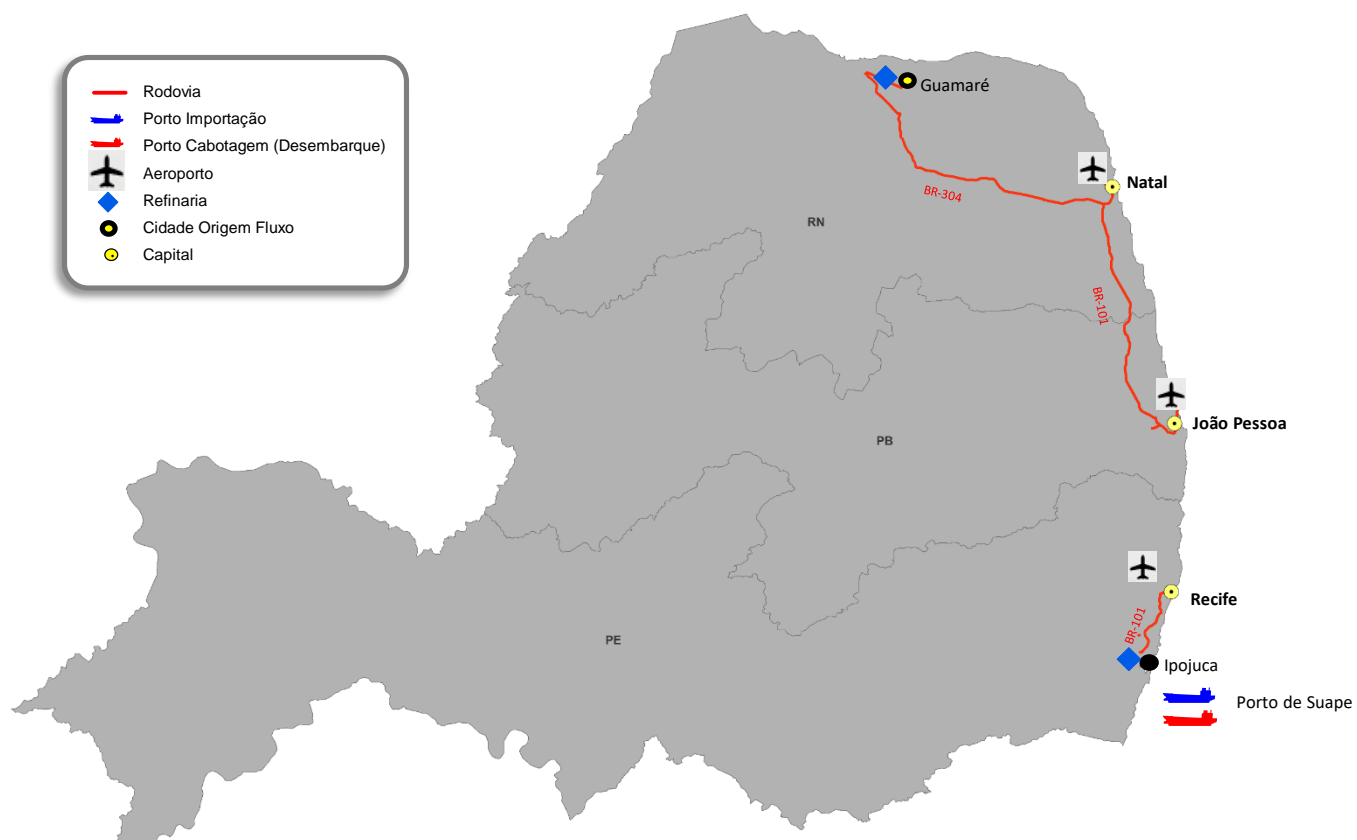 Rodovia
Porto Importação
Porto Cabotagem (Desembarque)
Aeroporto
Refinaria
Cidade Origem Fluxo
Capital
Guamaré
Natal
BR-304
RN
BR-101
João Pessoa
PB
Recife
BR-101
PE
Ipojuca
Porto de Suape